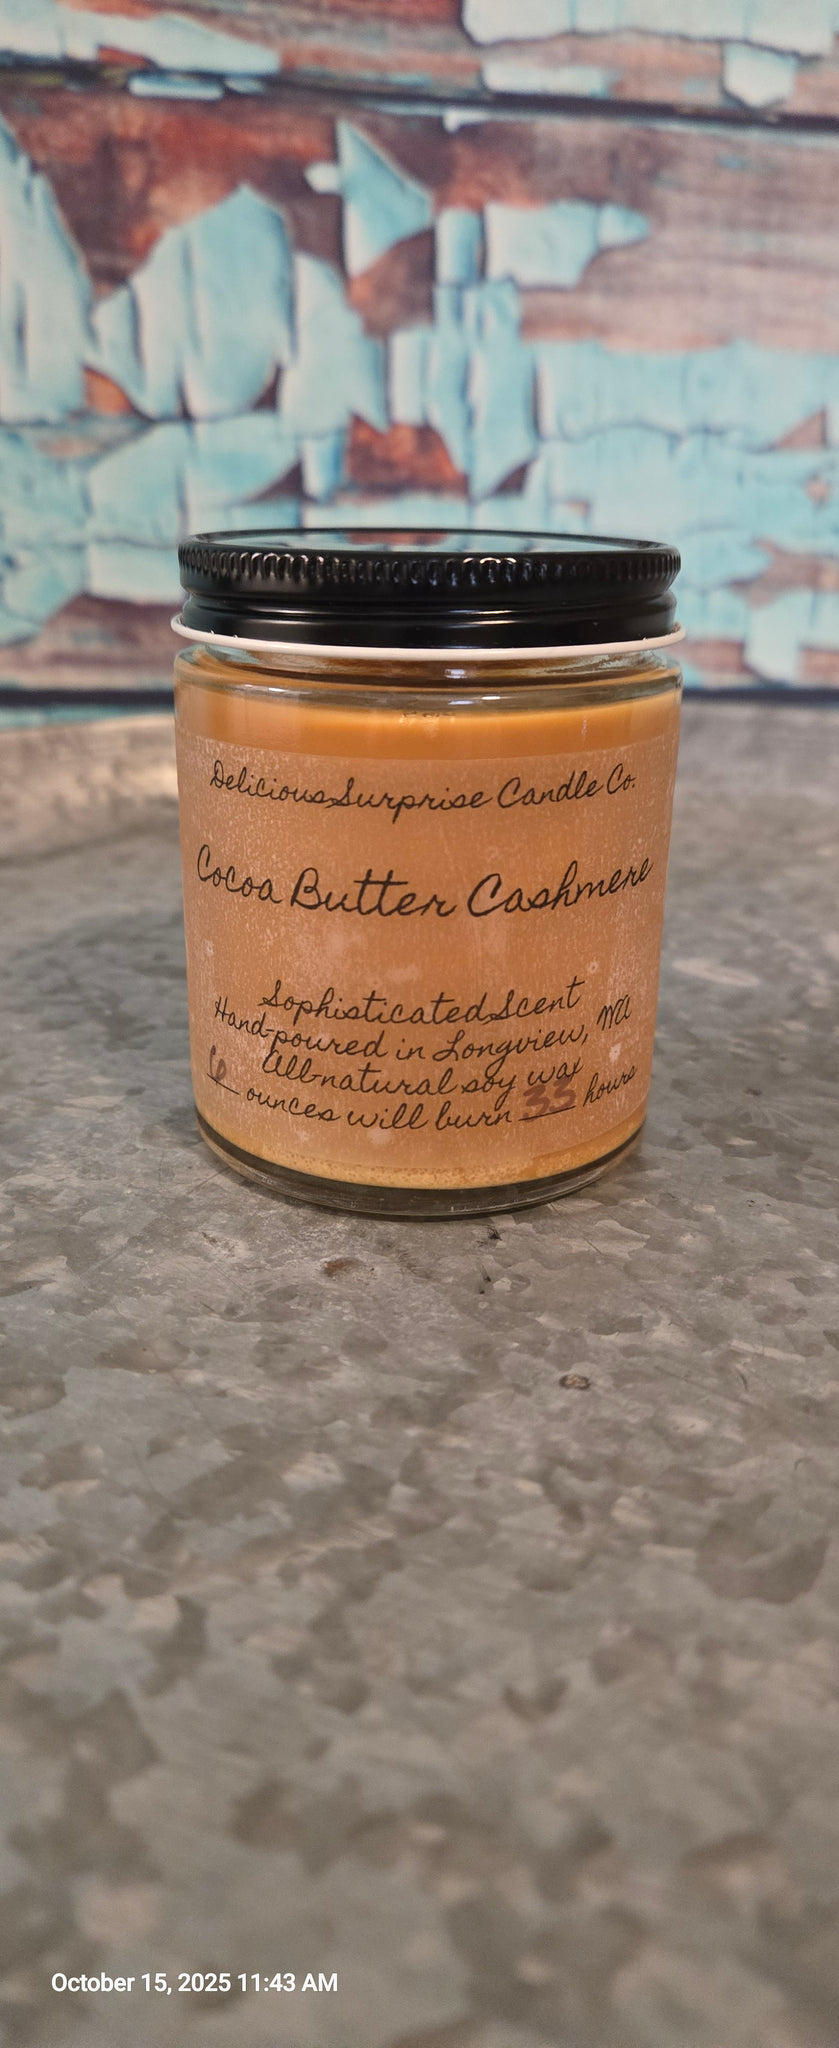 Delicious Surprise Candle Co.
Cocoa Butter Cashmere
Sophisticated Scent
Hand-poured in Longview, WA
All-natural soy wax
6 ounces will burn 33 hours
October 15, 2025 11:43 AM